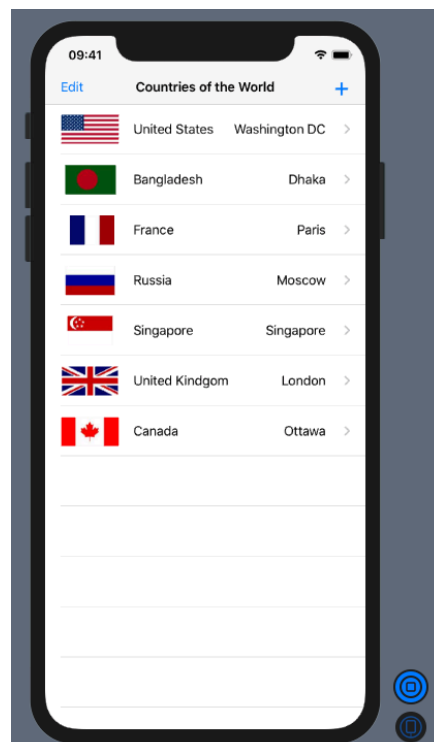 09:41
Edit Countries of the World +
United States Washington DC
Bangladesh Dhaka
France Paris
Russia Moscow
Singapore Singapore
United Kindgom London
Canada Ottawa